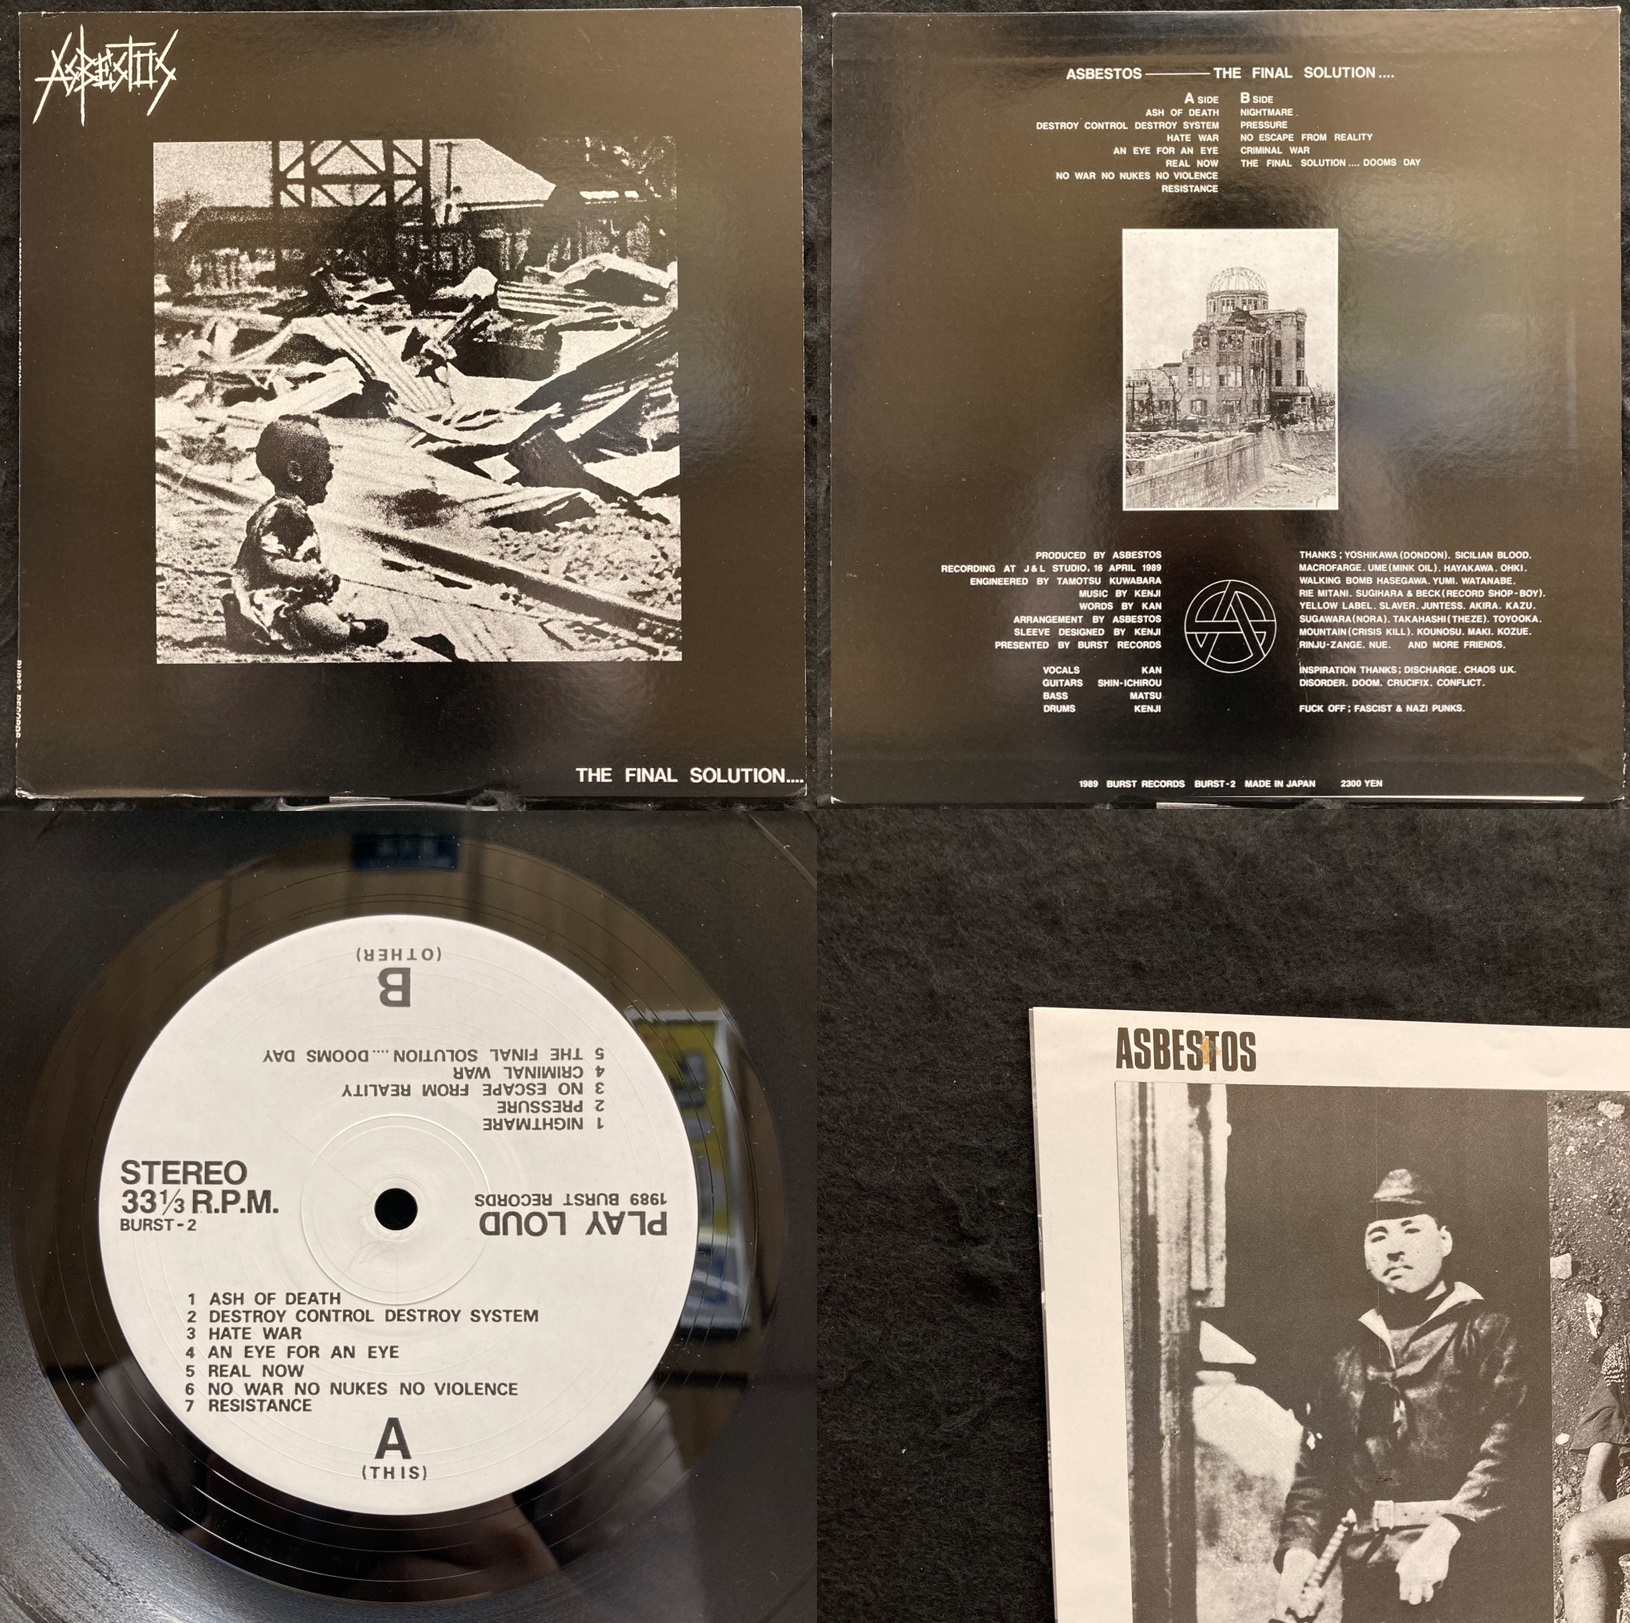 ASBESTOS
THE FINAL SOLUTION....
BURST RECORDS
ASBESTOS———THE FINAL SOLUTION....
A SIDE
ASH OF DEATH
DESTROY CONTROL DESTROY SYSTEM
HATE WAR
AN EYE FOR AN EYE
REAL NOW
NO WAR NO NUKES NO VIOLENCE
RESISTANCE
B SIDE
NIGHTMARE
PRESSURE
NO ESCAPE FROM REALITY
CRIMINAL WAR
THE FINAL SOLUTION.... DOOMS DAY
PRODUCED BY ASBESTOS
RECORDING AT J&L STUDIO, 16 APRIL 1989
ENGINEERED BY TAMOTSU KUWABARA
MUSIC BY KENJI
WORDS BY KAN
ARRANGEMENT BY ASBESTOS
SLEEVE DESIGNED BY KENJI
PRESENTED BY BURST RECORDS
VOCALS KAN
GUITARS SHIN-ICHIROU
BASS MATSU
DRUMS KENJI
THANKS ; YOSHIKAWA (DONDON). SICILIAN BLOOD.
MACROFARGE. UME (MINK OIL). HAYAKAWA. OHKI.
WALKING BOMB HASEGAWA. YUMI. WATANABE.
RIE MITANI. SUGIHARA & BECK (RECORD SHOP-BOY).
YELLOW LABEL. SLAVER. JUNTESS. AKIRA. KAZU.
SUGAWARA (NORA). TAKAHASHI (THEZE). TOYOOKA.
MOUNTAIN (CRISIS KILL). KOUNOSU. MAKI. KOZUE.
RINJU-ZANGE. NUE. AND MORE FRIENDS.
INSPIRATION THANKS ; DISCHARGE. CHAOS U.K.
DISORDER. DOOM. CRUCIFIX. CONFLICT.
FUCK OFF ; FASCIST & NAZI PUNKS.
1989 BURST RECORDS BURST-2 MADE IN JAPAN 2300 YEN
B
(OTHER)
1 NIGHTMARE
2 PRESSURE
3 NO ESCAPE FROM REALITY
4 CRIMINAL WAR
5 THE FINAL SOLUTION.... DOOMS DAY
STEREO
33⅓ R.P.M.
BURST-2
PLAY LOUD
1989 BURST RECORDS
1 ASH OF DEATH
2 DESTROY CONTROL DESTROY SYSTEM
3 HATE WAR
4 AN EYE FOR AN EYE
5 REAL NOW
6 NO WAR NO NUKES NO VIOLENCE
7 RESISTANCE
A
(THIS)
ASBESTOS